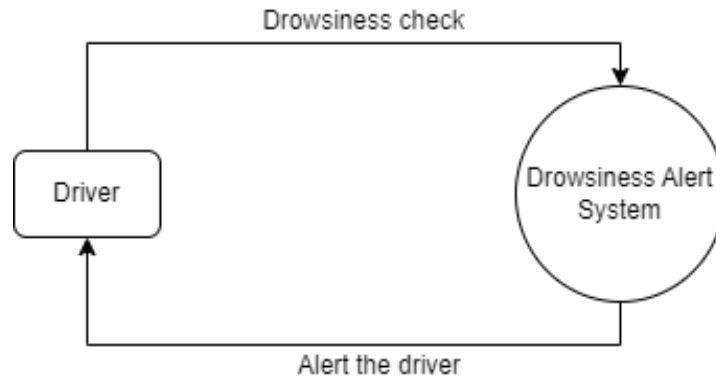 Drowsiness check
Driver
Drowsiness Alert
System
Alert the driver